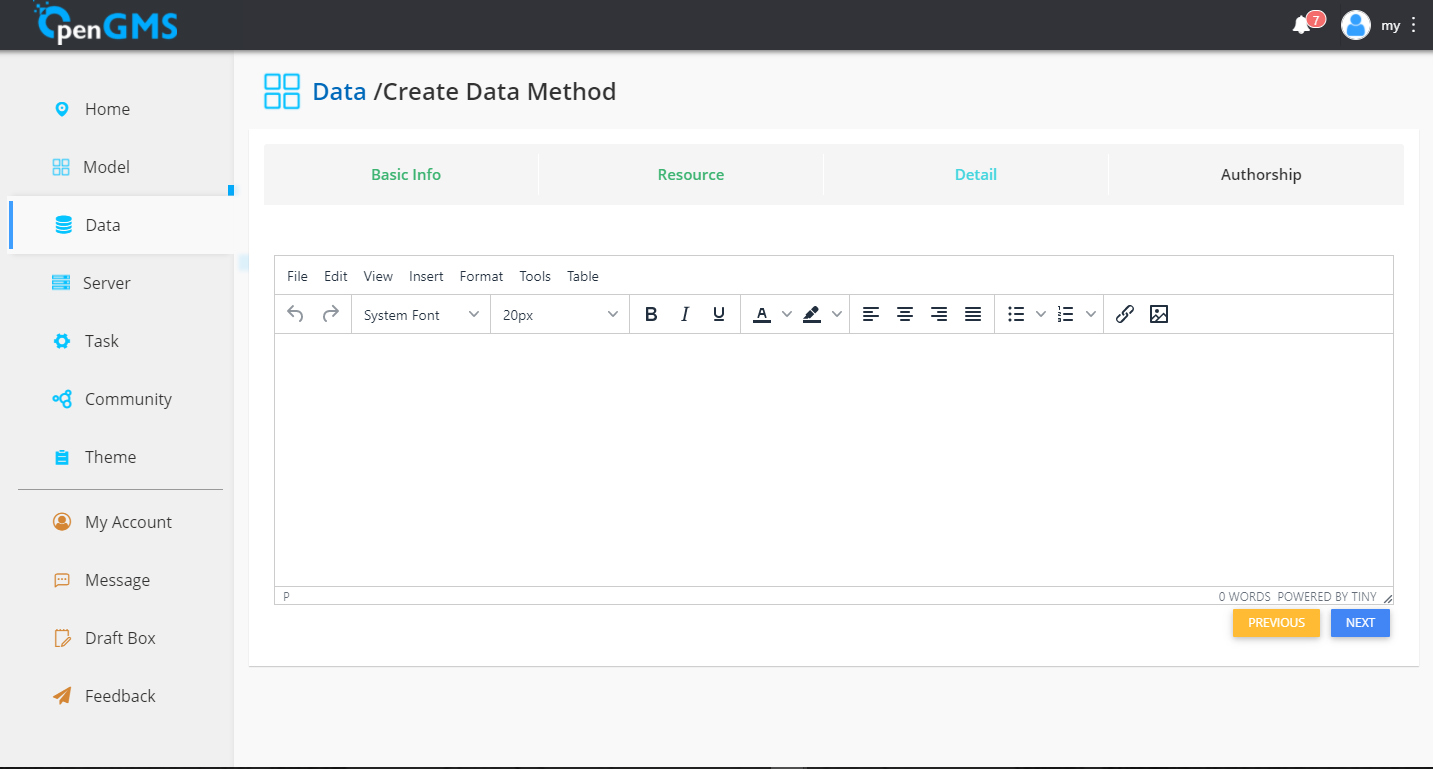 OpenGMS
7
my
Home
Model
Data
Server
Task
Community
Theme
My Account
Message
Draft Box
Feedback
Data /Create Data Method
Basic Info Resource Detail Authorship
File Edit View Insert Format Tools Table
System Font 20px B I U A
P 0 WORDS POWERED BY TINY
PREVIOUS NEXT